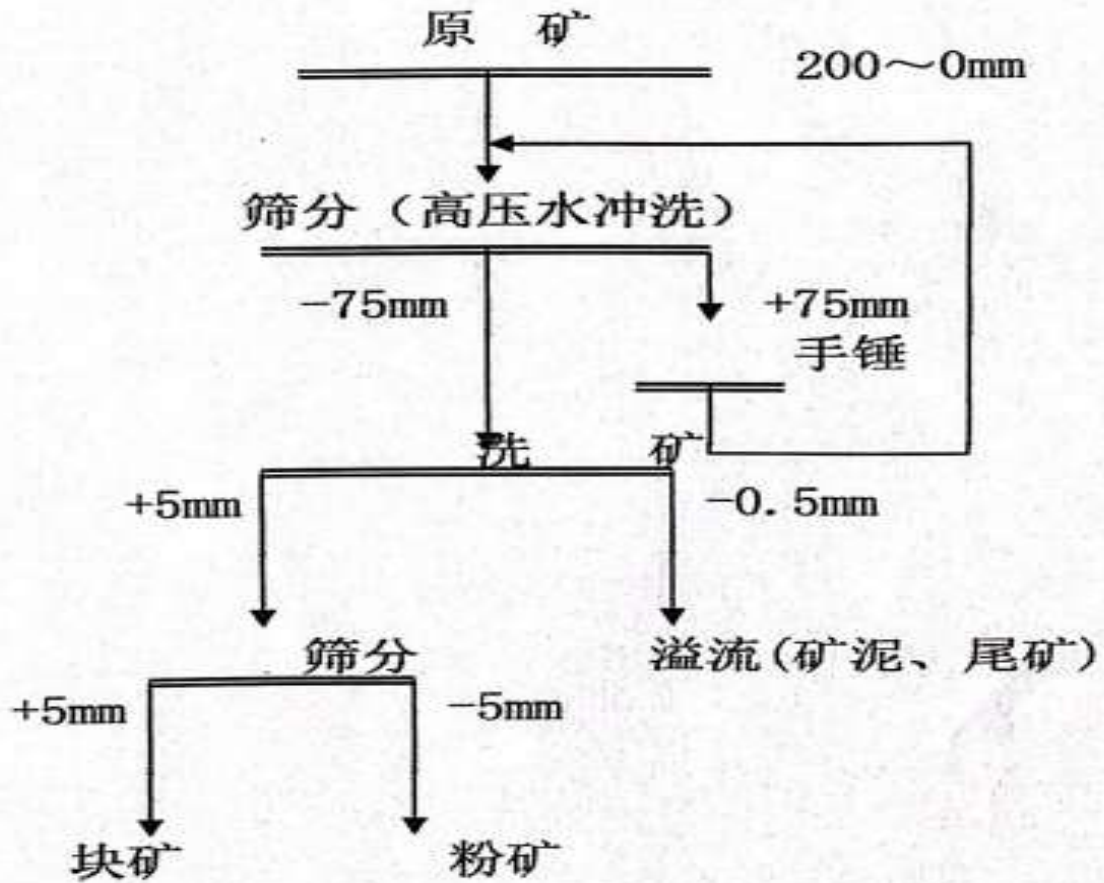 原 矿
200～0mm
筛分（高压水冲洗）
-75mm
+75mm
手锤
洗 矿
+5mm
-0.5mm
筛分
溢流(矿泥、尾矿)
+5mm
-5mm
块矿
粉矿